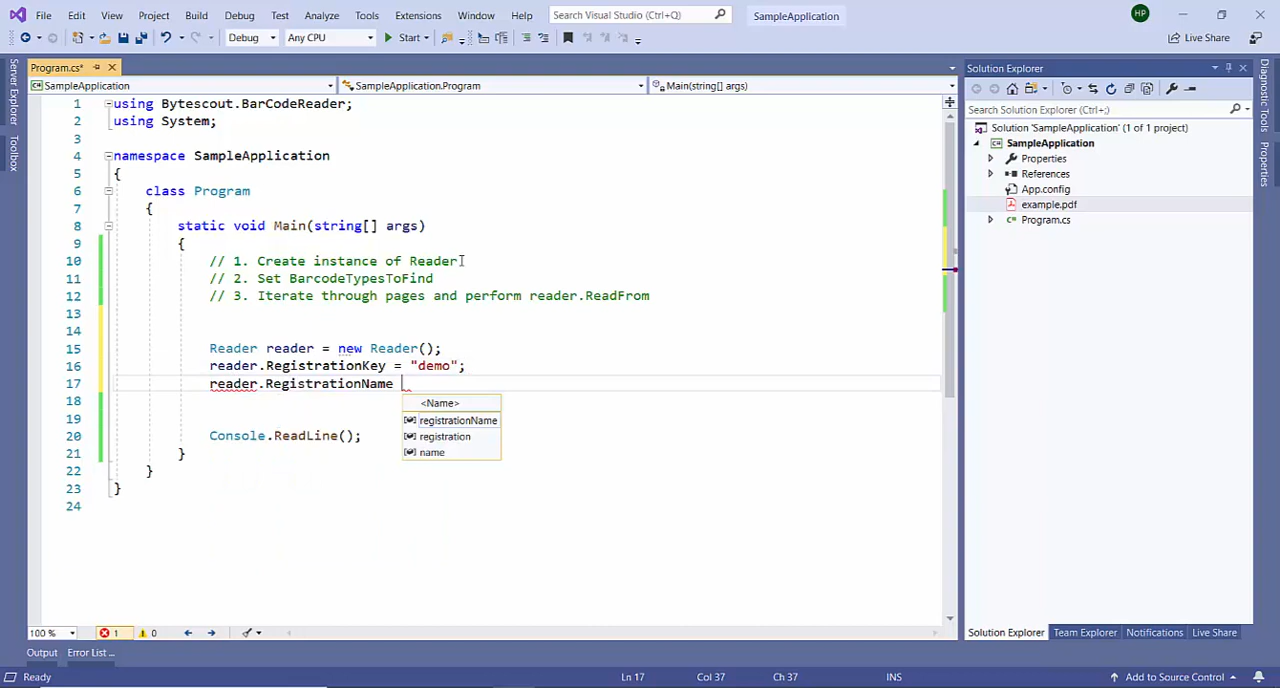 File Edit View Project Build Debug Test Analyze Tools Extensions Window Help Search Visual Studio (Ctrl+Q) SampleApplication HP
Debug Any CPU Start Live Share
Server Explorer
Toolbox
Program.cs*
SampleApplication SampleApplication.Program Main(string[] args)
1 using Bytescout.BarCodeReader;
2 using System;
3
4 namespace SampleApplication
5 {
6 class Program
7 {
8 static void Main(string[] args)
9 {
10 // 1. Create instance of Reader
11 // 2. Set BarcodeTypesToFind
12 // 3. Iterate through pages and perform reader.ReadFrom
13
14
15 Reader reader = new Reader();
16 reader.RegistrationKey = "demo";
17 reader.RegistrationName
18
19
20 Console.ReadLine();
21 }
22 }
23 }
24
<Name>
registrationName
registration
name
Solution Explorer
Search Solution Explorer (Ctrl+;)
Solution 'SampleApplication' (1 of 1 project)
SampleApplication
Properties
References
App.config
example.pdf
Program.cs
Diagnostic Tools
Properties
100 % 1 0
Solution Explorer Team Explorer Notifications Live Share
Output Error List ...
Ready Ln 17 Col 37 Ch 37 INS Add to Source Control